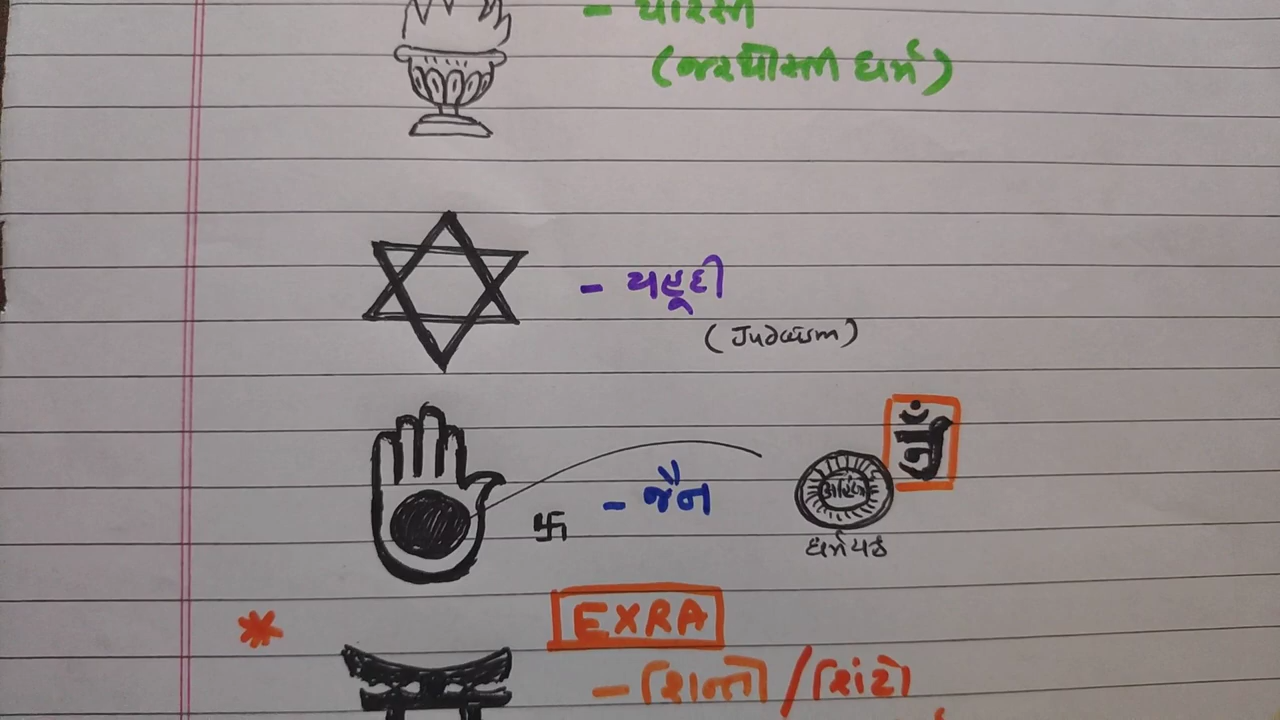 - પારસી
(જરથોસ્તી ધર્મ)
- યહૂદી
(Judaism)
- જૈન
અહિંસા
ધર્મચક્ર
EXRA
- શિન્તો / શિંટો